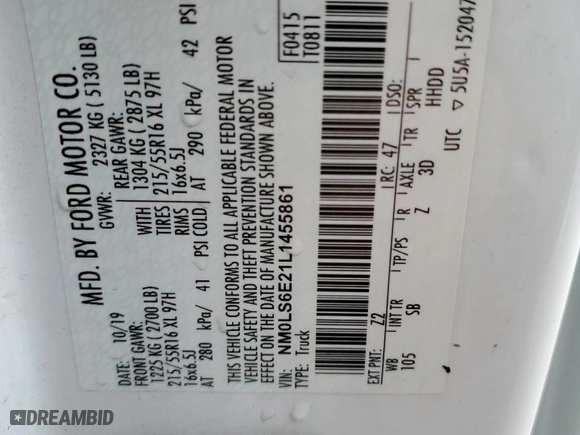 MFD. BY FORD MOTOR CO.
DATE: 10/19 GVWR: 2327 KG ( 5130 LB)
FRONT GAWR: REAR GAWR:
1225 KG ( 2700 LB) WITH 1304 KG ( 2875 LB)
215/55R16 XL 97H TIRES 215/55R16 XL 97H
16x6.5J RIMS 16x6.5J
AT 280 kPa/ 41 PSI COLD AT 290 kPa/ 42 PSI
THIS VEHICLE CONFORMS TO ALL APPLICABLE FEDERAL MOTOR
VEHICLE SAFETY AND THEFT PREVENTION STANDARDS IN
EFFECT ON THE DATE OF MANUFACTURE SHOWN ABOVE.
F0415
T0811
VIN: NM0LS6E21L1455861
TYPE: Truck
EXT PNT: Z2 RC: 47 DSO:
WB INT TR TP/PS R AXLE TR SPR
105 SB Z 3D HHDD
UTC ▽ 5U5A-152047
DREAMBID